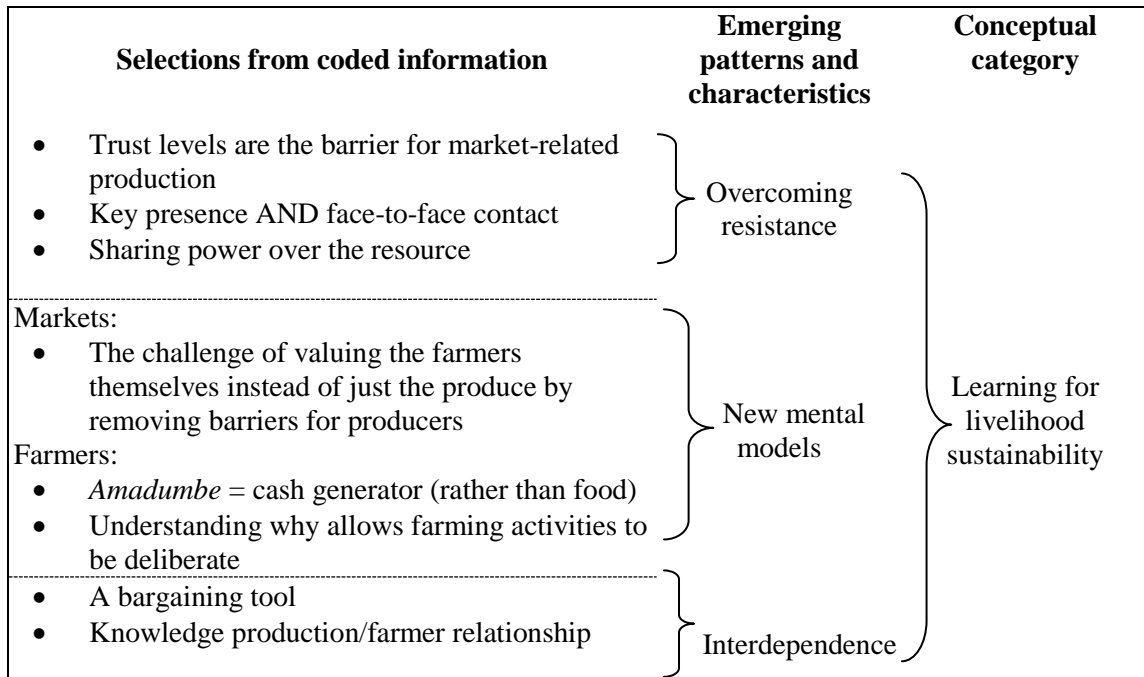 Selections from coded information
Emerging
patterns and
characteristics
Conceptual
category
• Trust levels are the barrier for market-related
production
• Key presence AND face-to-face contact
• Sharing power over the resource
Overcoming
resistance
Markets:
• The challenge of valuing the farmers
themselves instead of just the produce by
removing barriers for producers
Farmers:
• Amadumbe = cash generator (rather than food)
• Understanding why allows farming activities to
be deliberate
New mental
models
• A bargaining tool
• Knowledge production/farmer relationship
Interdependence
Learning for
livelihood
sustainability